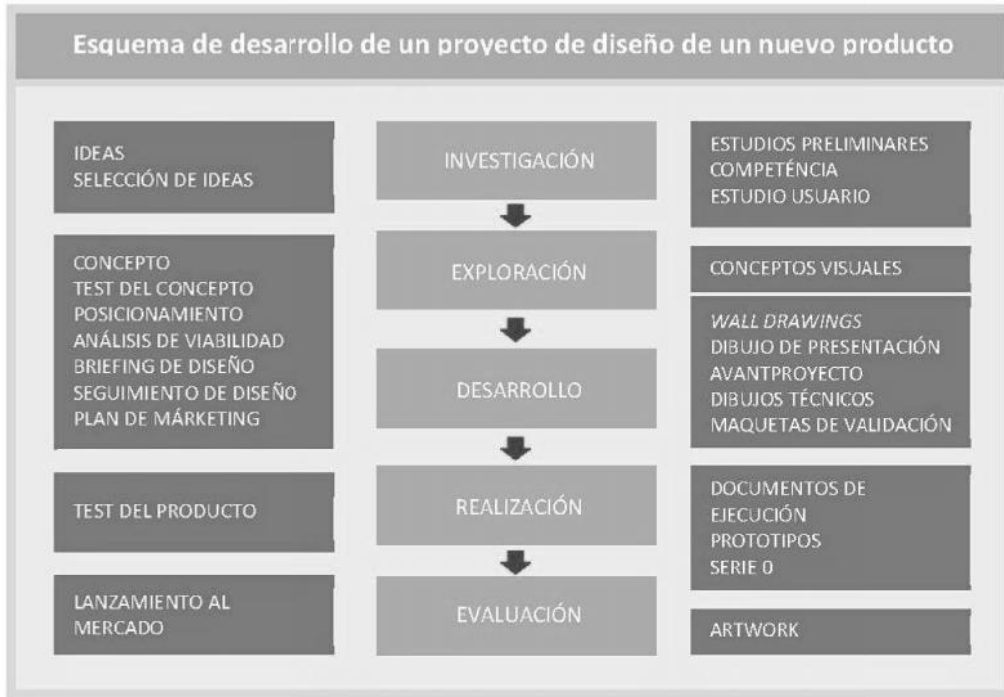 Esquema de desarrollo de un proyecto de diseño de un nuevo producto
IDEAS
SELECCIÓN DE IDEAS
CONCEPTO
TEST DEL CONCEPTO
POSICIONAMIENTO
ANÁLISIS DE VIABILIDAD
BRIEFING DE DISEÑO
SEGUIMIENTO DE DISEÑO
PLAN DE MÁRKETING
TEST DEL PRODUCTO
LANZAMIENTO AL
MERCADO
INVESTIGACIÓN
EXPLORACIÓN
DESARROLLO
REALIZACIÓN
EVALUACIÓN
ESTUDIOS PRELIMINARES
COMPETÉNCIA
ESTUDIO USUARIO
CONCEPTOS VISUALES
WALL DRAWINGS
DIBUJO DE PRESENTACIÓN
AVANTPROYECTO
DIBUJOS TÉCNICOS
MAQUETAS DE VALIDACIÓN
DOCUMENTOS DE
EJECUCIÓN
PROTOTIPOS
SERIE 0
ARTWORK